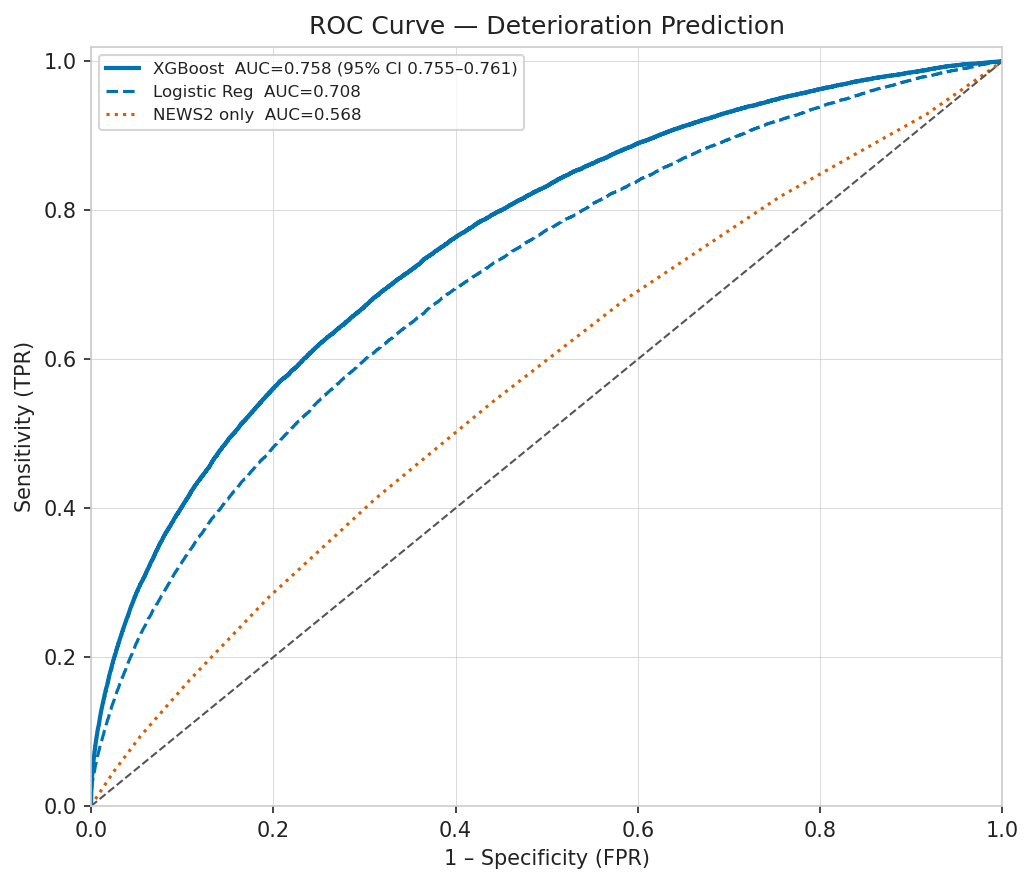 ROC Curve — Deterioration Prediction
XGBoost AUC=0.758 (95% CI 0.755–0.761)
Logistic Reg AUC=0.708
NEWS2 only AUC=0.568
Sensitivity (TPR)
1.0
0.8
0.6
0.4
0.2
0.0
0.0 0.2 0.4 0.6 0.8 1.0
1 – Specificity (FPR)